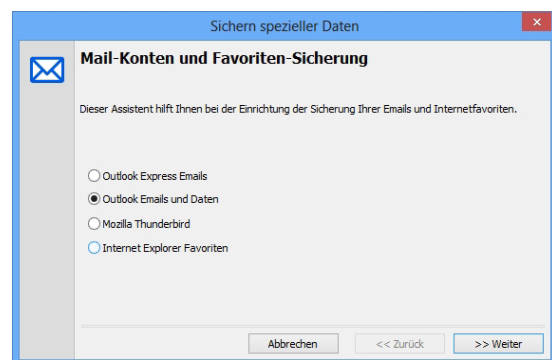 Sichern spezieller Daten
Mail-Konten und Favoriten-Sicherung
Dieser Assistent hilft Ihnen bei der Einrichtung der Sicherung Ihrer Emails und Internetfavoriten.
Outlook Express Emails
Outlook Emails und Daten
Mozilla Thunderbird
Internet Explorer Favoriten
Abbrechen << Zurück >> Weiter